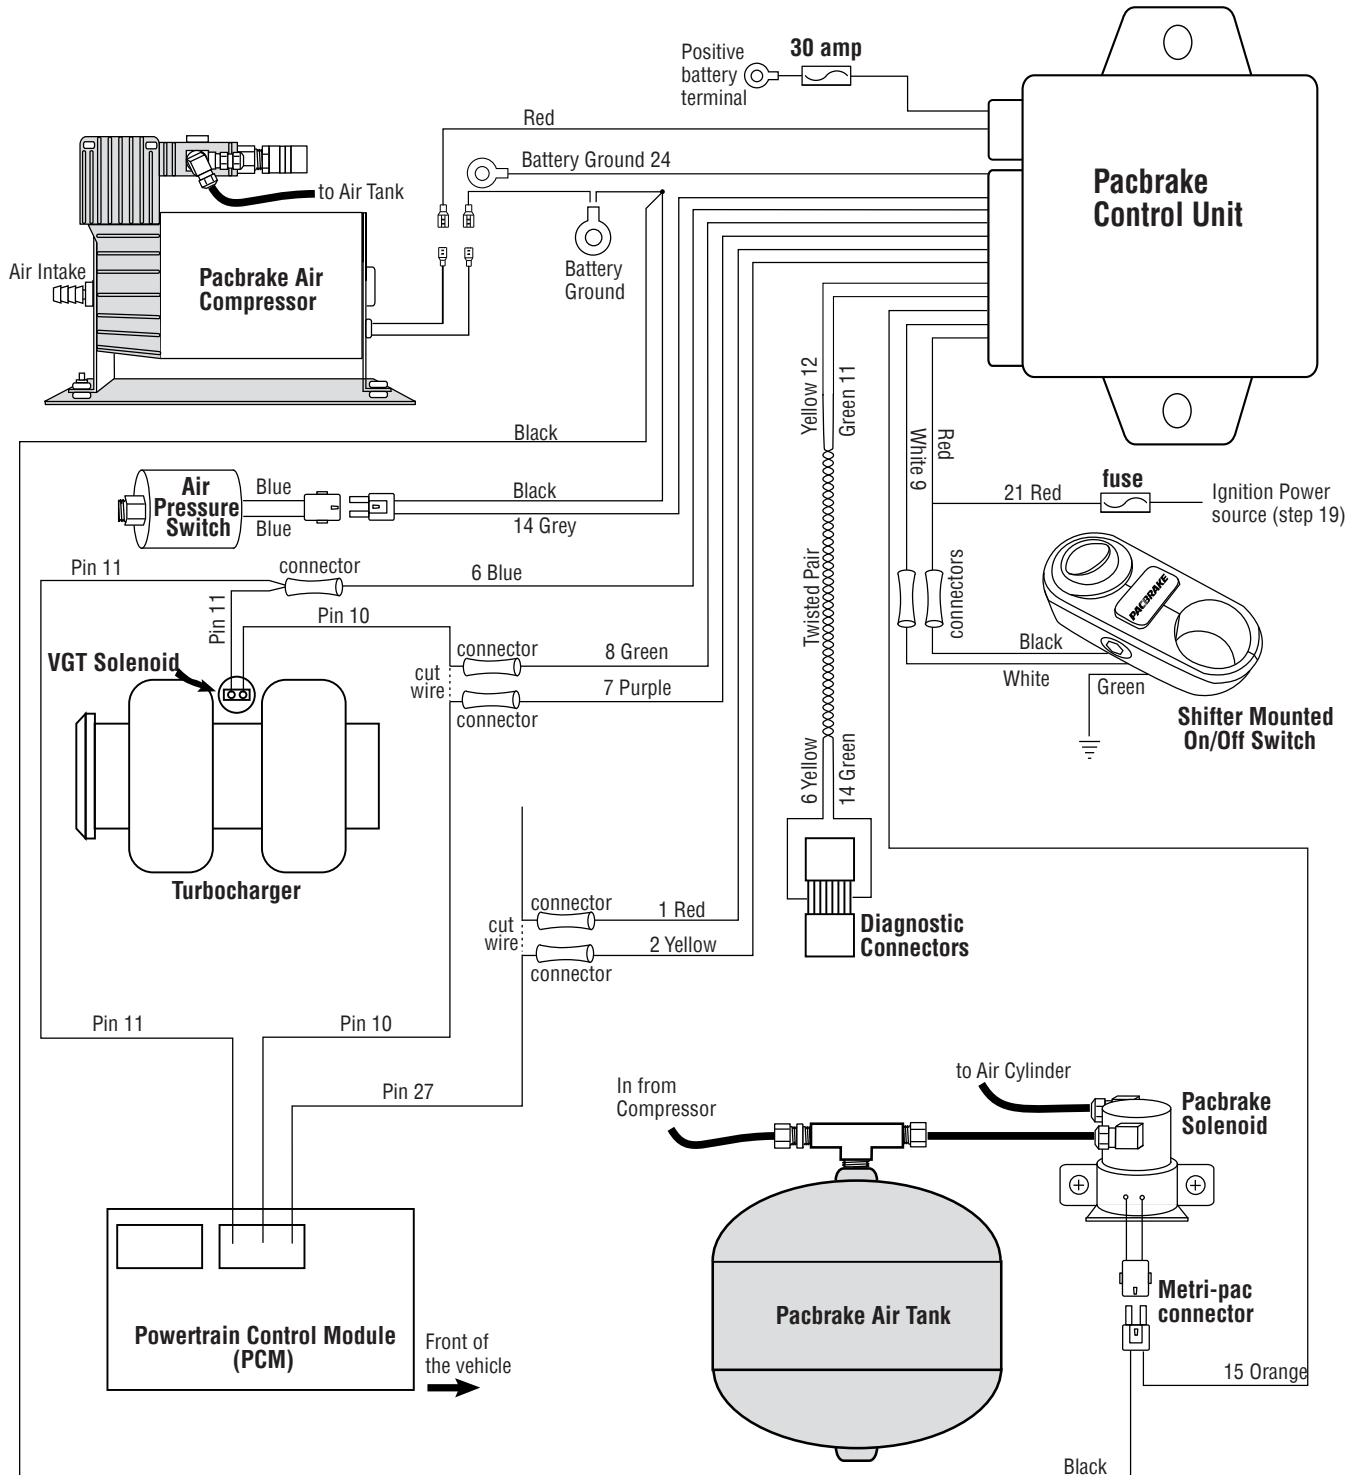 Positive
battery
terminal
30 amp
Red
Battery Ground 24
to Air Tank
Pacbrake
Control Unit
Air Intake
Pacbrake Air
Compressor
Battery
Ground
Yellow 12
Green 11
White 9
Red
Black
Air
Pressure
Switch
Blue
Blue
Black
14 Grey
21 Red
fuse
Ignition Power
source (step 19)
Pin 11
connector
6 Blue
Twisted Pair
connectors
PACBRAKE
Pin 11
Pin 10
VGT Solenoid
cut
wire
connector
8 Green
7 Purple
connector
Black
White
Green
Shifter Mounted
On/Off Switch
6 Yellow
14 Green
Turbocharger
cut
wire
connector
1 Red
2 Yellow
connector
Diagnostic
Connectors
Pin 11
Pin 10
Pin 27
In from
Compressor
to Air Cylinder
Pacbrake
Solenoid
Powertrain Control Module
(PCM)
Front of
the vehicle
Pacbrake Air Tank
Metri-pac
connector
15 Orange
Black